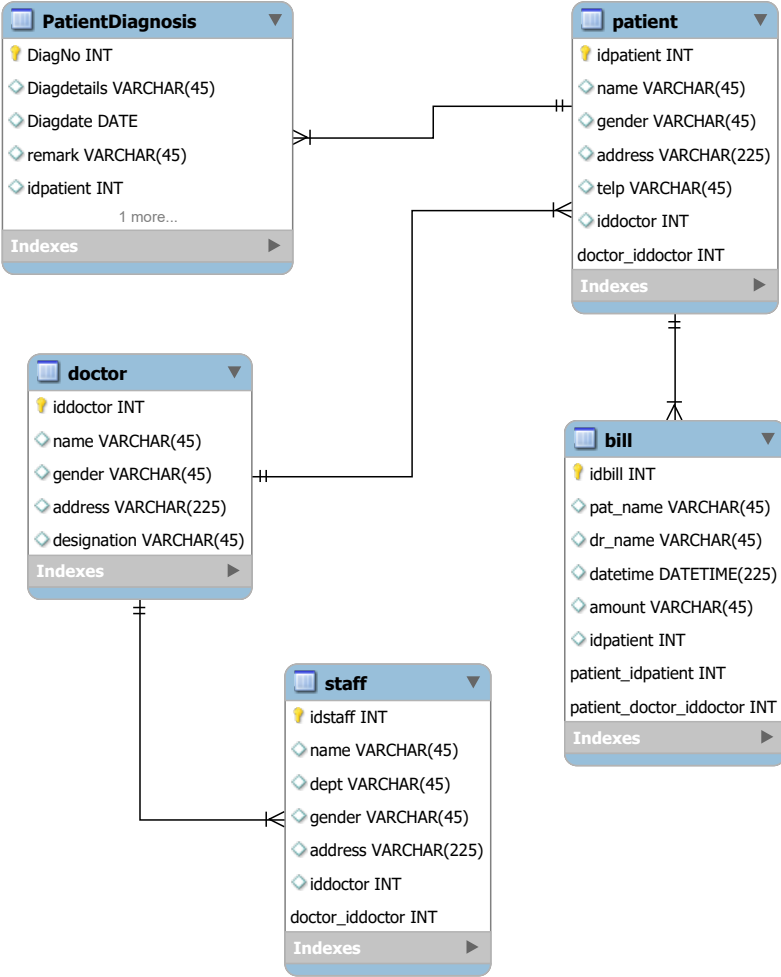 PatientDiagnosis
DiagNo INT
Diagdetails VARCHAR(45)
Diagdate DATE
remark VARCHAR(45)
idpatient INT
1 more...
Indexes
patient
idpatient INT
name VARCHAR(45)
gender VARCHAR(45)
address VARCHAR(225)
telp VARCHAR(45)
iddoctor INT
doctor_iddoctor INT
Indexes
doctor
iddoctor INT
name VARCHAR(45)
gender VARCHAR(45)
address VARCHAR(225)
designation VARCHAR(45)
Indexes
bill
idbill INT
pat_name VARCHAR(45)
dr_name VARCHAR(45)
datetime DATETIME(225)
amount VARCHAR(45)
idpatient INT
patient_idpatient INT
patient_doctor_iddoctor INT
Indexes
staff
idstaff INT
name VARCHAR(45)
dept VARCHAR(45)
gender VARCHAR(45)
address VARCHAR(225)
iddoctor INT
doctor_iddoctor INT
Indexes